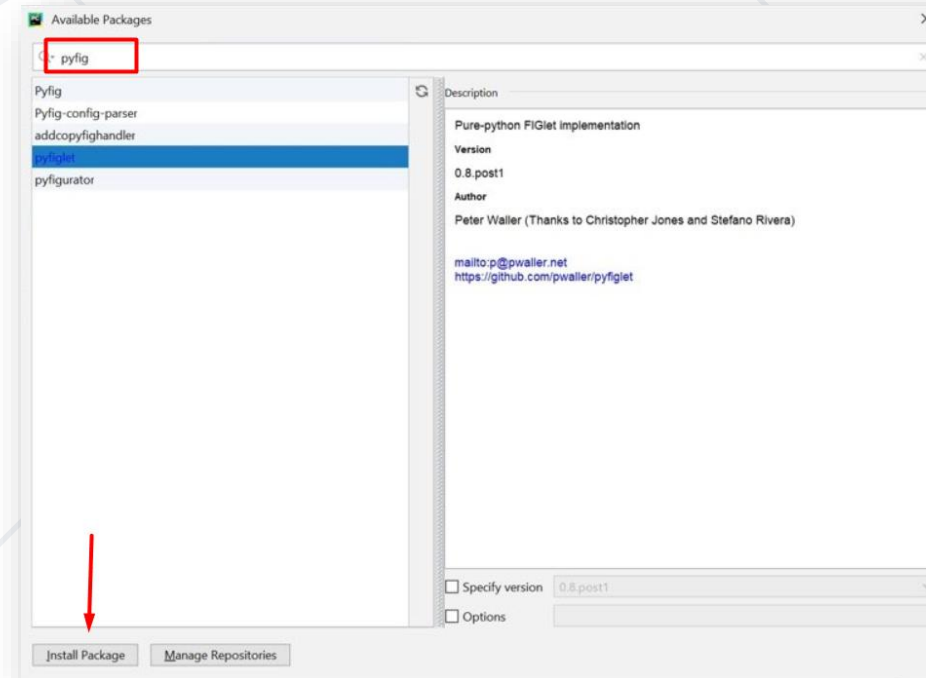 Available Packages
pyfig
Pyfig
Pyfig-config-parser
addcopyfighandler
pyfiglet
pyfigurator
Description
Pure-python FIGlet implementation
Version
0.8.post1
Author
Peter Waller (Thanks to Christopher Jones and Stefano Rivera)
mailto:p@pwaller.net
https://github.com/pwaller/pyfiglet
Specify version 0.8.post1
Options
Install Package Manage Repositories